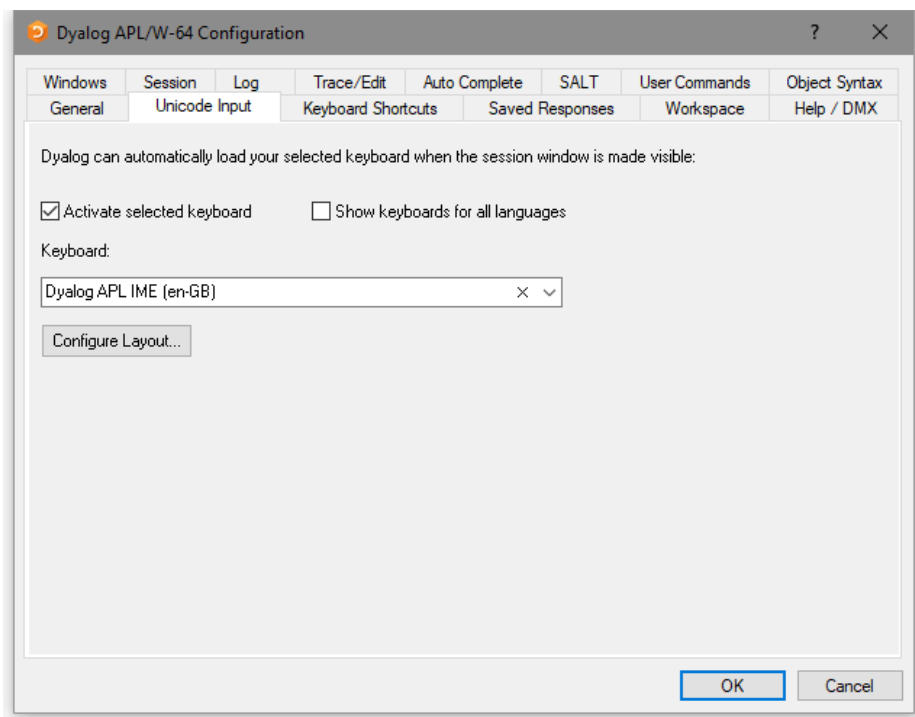 Dyalog APL/W-64 Configuration ?
Windows Session Log Trace/Edit Auto Complete SALT User Commands Object Syntax
General Unicode Input Keyboard Shortcuts Saved Responses Workspace Help / DMX
Dyalog can automatically load your selected keyboard when the session window is made visible:
Activate selected keyboard Show keyboards for all languages
Keyboard:
Dyalog APL IME (en-GB)
Configure Layout...
OK Cancel